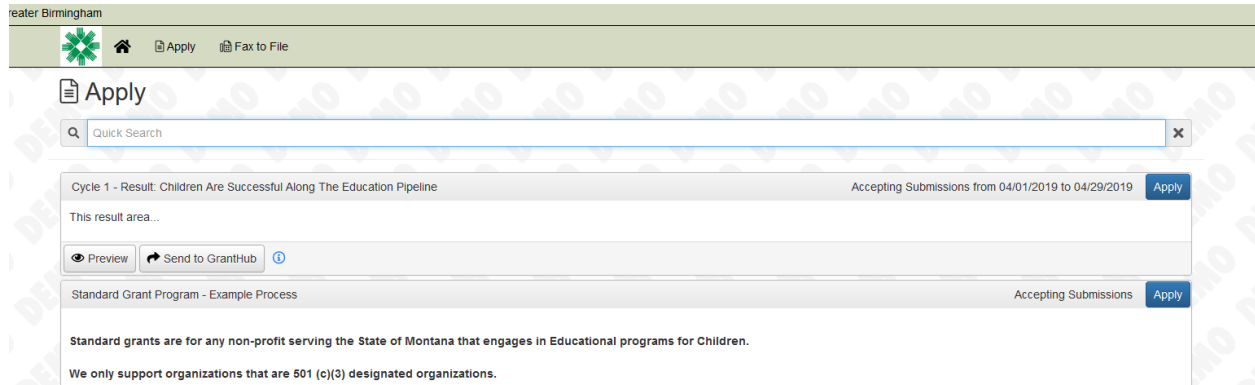 reater Birmingham
Apply Fax to File
Apply
Quick Search
Cycle 1 - Result: Children Are Successful Along The Education Pipeline Accepting Submissions from 04/01/2019 to 04/29/2019 Apply
This result area...
Preview Send to GrantHub
Standard Grant Program - Example Process Accepting Submissions Apply
Standard grants are for any non-profit serving the State of Montana that engages in Educational programs for Children.
We only support organizations that are 501 (c)(3) designated organizations.
DEMO